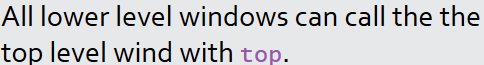 All lower level windows can call the the
top level wind with top.